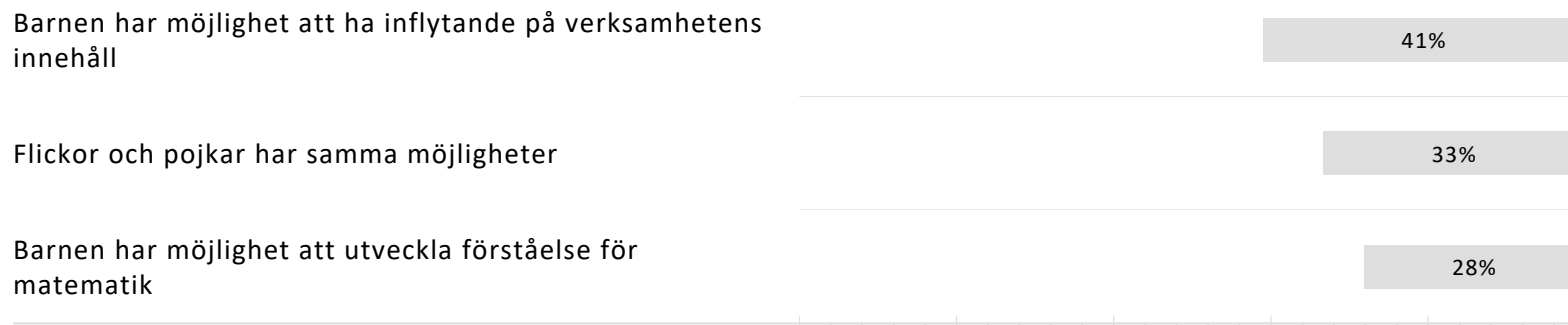 Barnen har möjlighet att ha inflytande på verksamhetens
innehåll
41%
Flickor och pojkar har samma möjligheter
33%
Barnen har möjlighet att utveckla förståelse för
matematik
28%